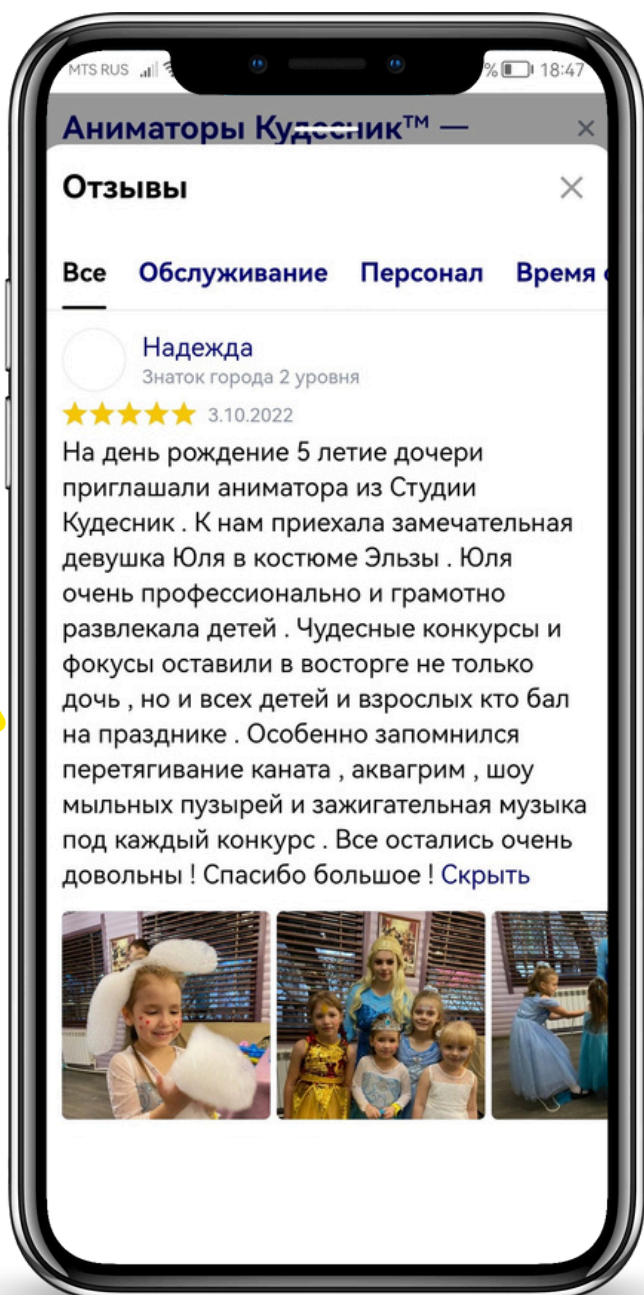 MTS RUS
% 18:47
Аниматоры Кудесник™ —
Отзывы
Все Обслуживание Персонал Время
Надежда
Знаток города 2 уровня
3.10.2022
На день рождение 5 летие дочери
приглашали аниматора из Студии
Кудесник . К нам приехала замечательная
девушка Юля в костюме Эльзы . Юля
очень профессионально и грамотно
развлекала детей . Чудесные конкурсы и
фокусы оставили в восторге не только
дочь , но и всех детей и взрослых кто бал
на празднике . Особенно запомнился
перетягивание каната , аквагрим , шоу
мыльных пузырей и зажигательная музыка
под каждый конкурс . Все остались очень
довольны ! Спасибо большое ! Скрыть